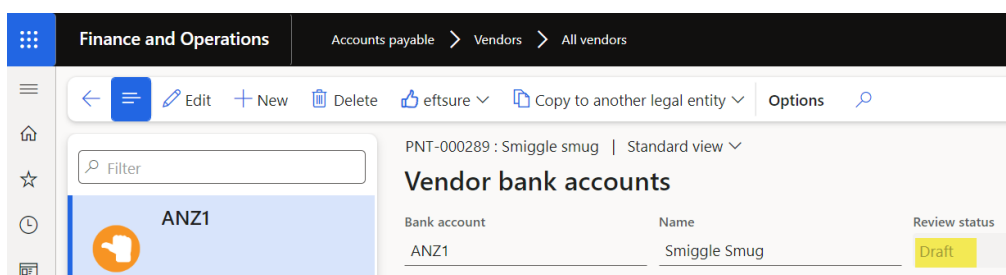 Finance and Operations
Accounts payable > Vendors > All vendors
Edit
New
Delete
eftsure
Copy to another legal entity
Options
Filter
PNT-000289 : Smiggle smug | Standard view
Vendor bank accounts
ANZ1
Bank account
Name
Review status
ANZ1
Smiggle Smug
Draft